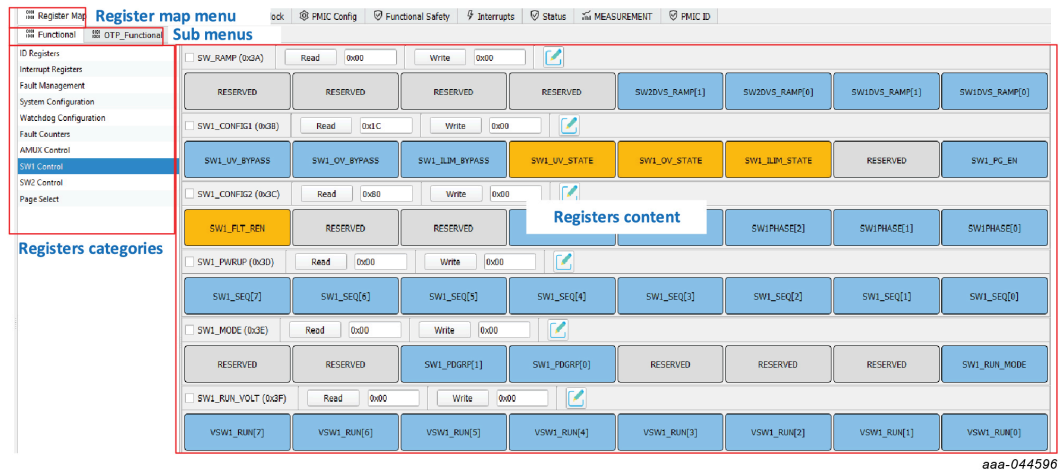 Register Map Register map menu ock PMIC Config Functional Safety Interrupts Status MEASUREMENT PMIC ID
Functional OTP_Functional Sub menus
ID Registers
Interrupt Registers
Fault Management
System Configuration
Watchdog Configuration
Fault Counters
AMUX Control
SW1 Control
SW2 Control
Page Select
Registers categories
SW_RAMP (0x3A) Read 0x00 Write 0x00
RESERVED RESERVED RESERVED RESERVED SW2DVS_RAMP[1] SW2DVS_RAMP[0] SW1DVS_RAMP[1] SW1DVS_RAMP[0]
SW1_CONFIG1 (0x3B) Read 0x1C Write 0x00
SW1_UV_BYPASS SW1_OV_BYPASS SW1_ILIM_BYPASS SW1_UV_STATE SW1_OV_STATE SW1_ILIM_STATE RESERVED SW1_PG_EN
SW1_CONFIG2 (0x3C) Read 0x80 Write 0x00
Registers content
SW1_FLT_REN RESERVED RESERVED SW1PHASE[2] SW1PHASE[1] SW1PHASE[0]
SW1_PWRUP (0x3D) Read 0x00 Write 0x00
SW1_SEQ[7] SW1_SEQ[6] SW1_SEQ[5] SW1_SEQ[4] SW1_SEQ[3] SW1_SEQ[2] SW1_SEQ[1] SW1_SEQ[0]
SW1_MODE (0x3E) Read 0x00 Write 0x00
RESERVED RESERVED SW1_PDGRP[1] SW1_PDGRP[0] RESERVED RESERVED RESERVED SW1_RUN_MODE
SW1_RUN_VOLT (0x3F) Read 0x00 Write 0x00
VSW1_RUN[7] VSW1_RUN[6] VSW1_RUN[5] VSW1_RUN[4] VSW1_RUN[3] VSW1_RUN[2] VSW1_RUN[1] VSW1_RUN[0]
aaa-044596